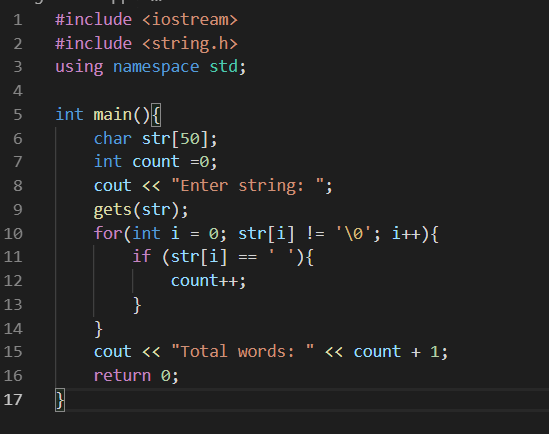 1 #include <iostream>
2 #include <string.h>
3 using namespace std;
4
5 int main(){
6 char str[50];
7 int count =0;
8 cout << "Enter string: ";
9 gets(str);
10 for(int i = 0; str[i] != '\0'; i++){
11 if (str[i] == ' '){
12 count++;
13 }
14 }
15 cout << "Total words: " << count + 1;
16 return 0;
17 }